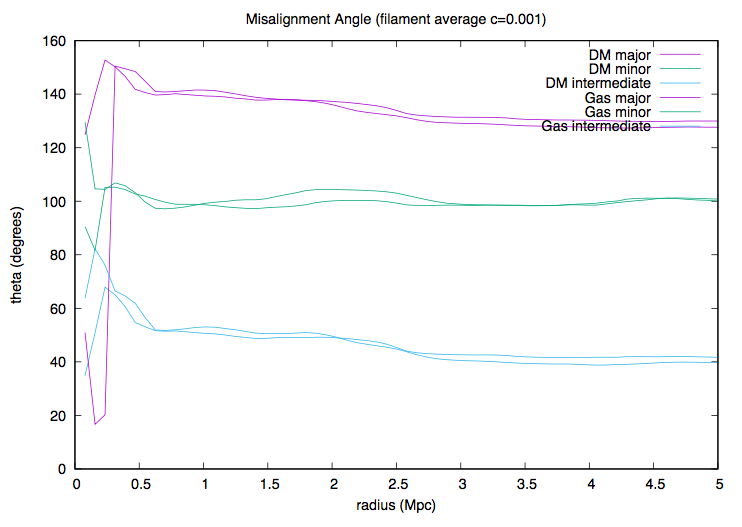 Misalignment Angle (filament average c=0.001)
160
140
120
100
80
60
40
20
0
theta (degrees)
DM major
DM minor
DM intermediate
Gas major
Gas minor
Gas intermediate
0 0.5 1 1.5 2 2.5 3 3.5 4 4.5 5
radius (Mpc)